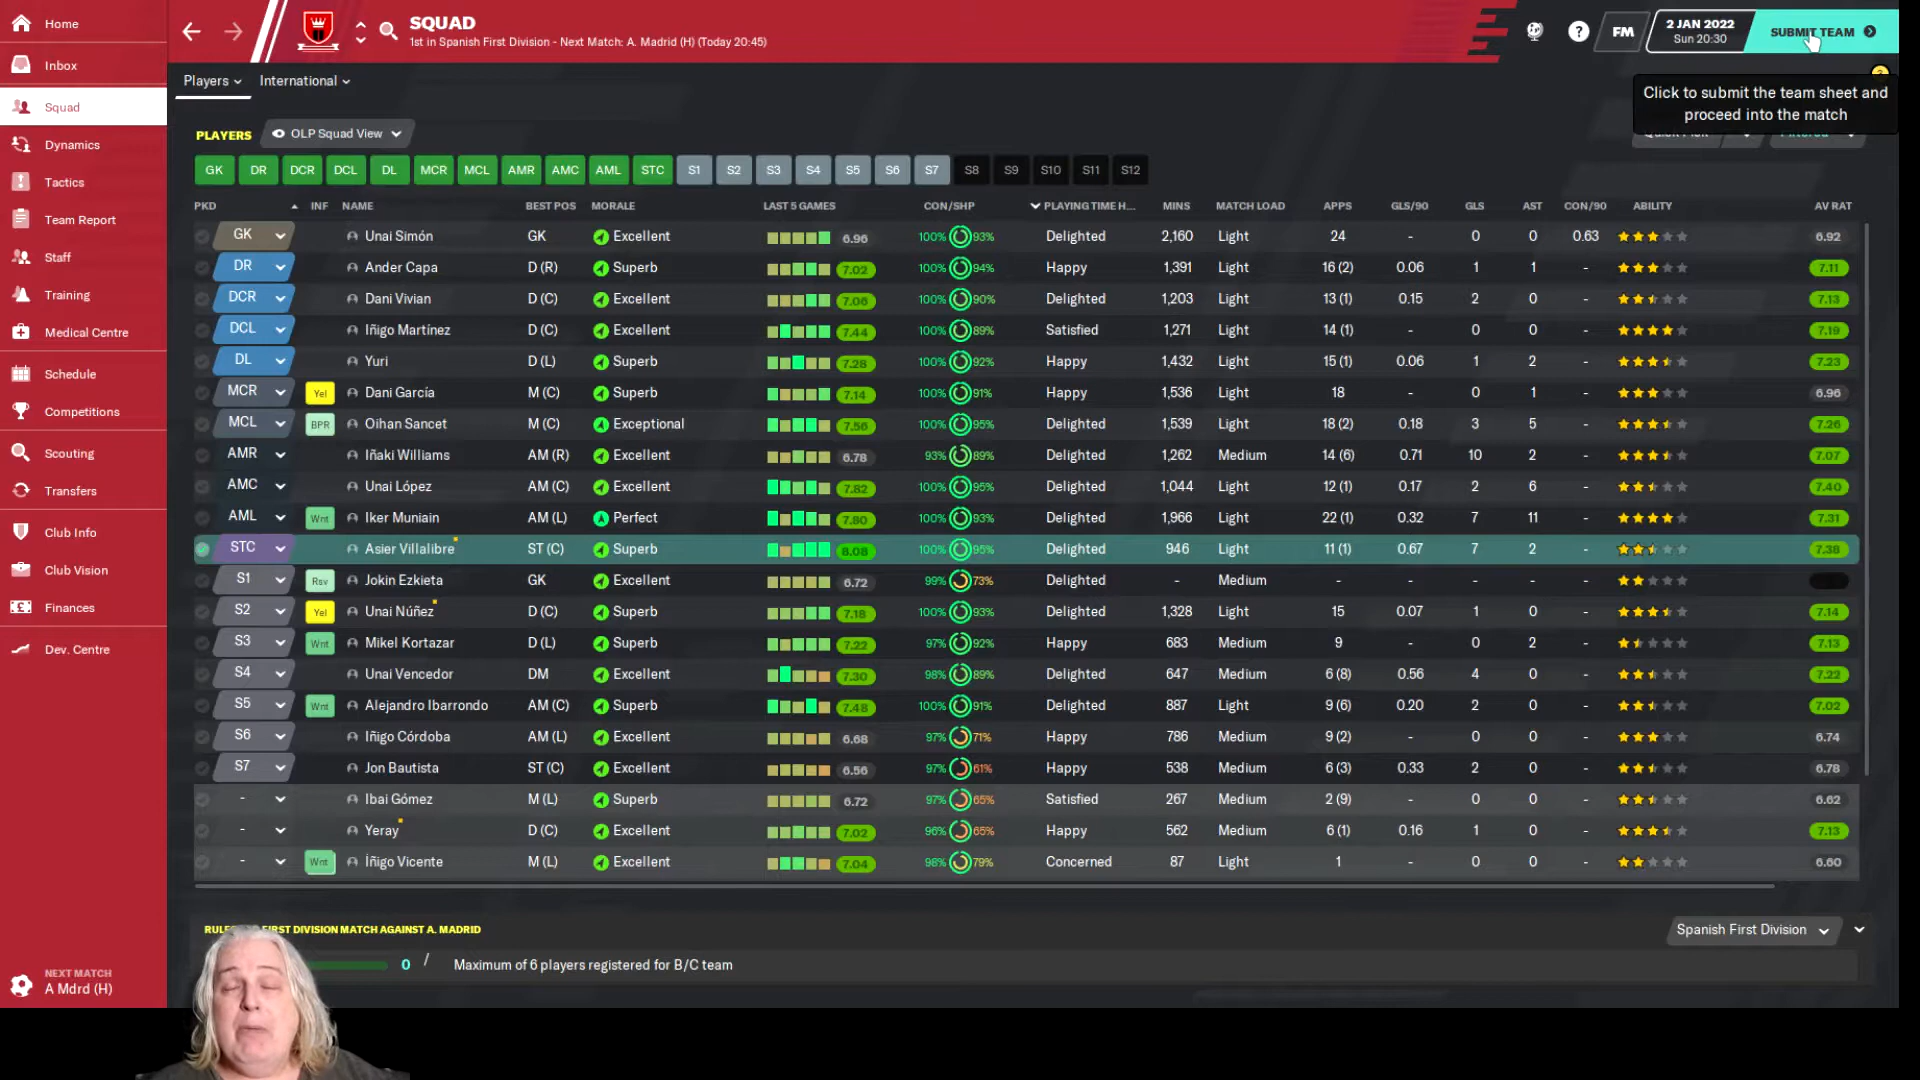 Home
Inbox
Squad
Dynamics
Tactics
Team Report
Staff
Training
Medical Centre
Schedule
Competitions
Scouting
Transfers
Club Info
Club Vision
Finances
Dev. Centre
NEXT MATCH
A Mdrd (H)
SQUAD
1st in Spanish First Division - Next Match: A. Madrid (H) (Today 20:45)
? FM 2 JAN 2022 SUBMIT TEAM
Sun 20:30
Click to submit the team sheet and
proceed into the match
Players International
PLAYERS OLP Squad View
GK DR DCR DCL DL MCR MCL AMR AMC AML STC S1 S2 S3 S4 S5 S6 S7 S8 S9 S10 S11 S12
PKD INF NAME BEST POS MORALE LAST 5 GAMES CON/SHP PLAYING TIME H... MINS MATCH LOAD APPS GLS/90 GLS AST CON/90 ABILITY AV RAT
GK Unai Simón GK Excellent 6.96 100% 93% Delighted 2,160 Light 24 - 0 0 0.63 6.92
DR Ander Capa D (R) Superb 7.02 100% 94% Happy 1,391 Light 16 (2) 0.06 1 1 - 7.11
DCR Dani Vivian D (C) Excellent 7.06 100% 90% Delighted 1,203 Light 13 (1) 0.15 2 0 - 7.13
DCL Iñigo Martínez D (C) Excellent 7.44 100% 89% Satisfied 1,271 Light 14 (1) - 0 0 - 7.19
DL Yuri D (L) Superb 7.28 100% 92% Happy 1,432 Light 15 (1) 0.06 1 2 - 7.23
MCR Yel Dani García M (C) Superb 7.14 100% 91% Happy 1,536 Light 18 - 0 1 - 6.96
MCL BPR Oihan Sancet M (C) Exceptional 7.56 100% 95% Delighted 1,539 Light 18 (2) 0.18 3 5 - 7.26
AMR Iñaki Williams AM (R) Excellent 6.78 93% 89% Delighted 1,262 Medium 14 (6) 0.71 10 2 - 7.07
AMC Unai López AM (C) Excellent 7.82 100% 95% Delighted 1,044 Light 12 (1) 0.17 2 6 - 7.40
AML Wnt Iker Muniain AM (L) Perfect 7.80 100% 93% Delighted 1,966 Light 22 (1) 0.32 7 11 - 7.31
STC Asier Villalibre ST (C) Superb 8.08 100% 95% Delighted 946 Light 11 (1) 0.67 7 2 - 7.38
S1 Rsv Jokin Ezkieta GK Excellent 6.72 99% 73% Delighted - Medium - - - - -
S2 Yel Unai Núñez D (C) Superb 7.18 100% 93% Delighted 1,328 Light 15 0.07 1 0 - 7.14
S3 Wnt Mikel Kortazar D (L) Superb 7.22 97% 92% Happy 683 Medium 9 - 0 2 - 7.13
S4 Unai Vencedor DM Excellent 7.30 98% 89% Delighted 647 Medium 6 (8) 0.56 4 0 - 7.22
S5 Wnt Alejandro Ibarrondo AM (C) Superb 7.48 100% 91% Delighted 887 Light 9 (6) 0.20 2 0 - 7.02
S6 Iñigo Córdoba AM (L) Excellent 6.68 97% 71% Happy 786 Medium 9 (2) - 0 0 - 6.74
S7 Jon Bautista ST (C) Excellent 6.56 97% 61% Happy 538 Medium 6 (3) 0.33 2 0 - 6.78
- Ibai Gómez M (L) Superb 6.72 97% 65% Satisfied 267 Medium 2 (9) - 0 0 - 6.62
- Yeray D (C) Excellent 7.02 96% 65% Happy 562 Medium 6 (1) 0.16 1 0 - 7.13
- Wnt Iñigo Vicente M (L) Excellent 7.04 98% 79% Concerned 87 Light 1 - 0 0 - 6.60
FIRST DIVISION MATCH AGAINST A. MADRID Spanish First Division
0 / Maximum of 6 players registered for B/C team